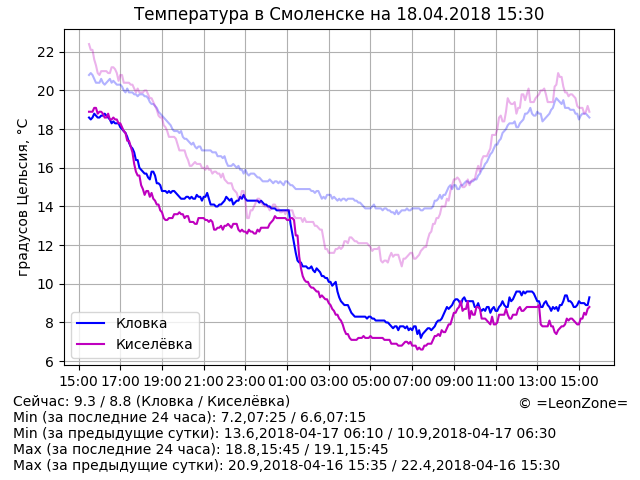 Температура в Смоленске на 18.04.2018 15:30
градусов Цельсия, °C
22
20
18
16
14
12
10
8
6
Кловка
Киселёвка
15:00 17:00 19:00 21:00 23:00 01:00 03:00 05:00 07:00 09:00 11:00 13:00 15:00
Сейчас: 9.3 / 8.8 (Кловка / Киселёвка)
© =LeonZone=
Min (за последние 24 часа): 7.2,07:25 / 6.6,07:15
Min (за предыдущие сутки): 13.6,2018-04-17 06:10 / 10.9,2018-04-17 06:30
Max (за последние 24 часа): 18.8,15:45 / 19.1,15:45
Max (за предыдущие сутки): 20.9,2018-04-16 15:35 / 22.4,2018-04-16 15:30